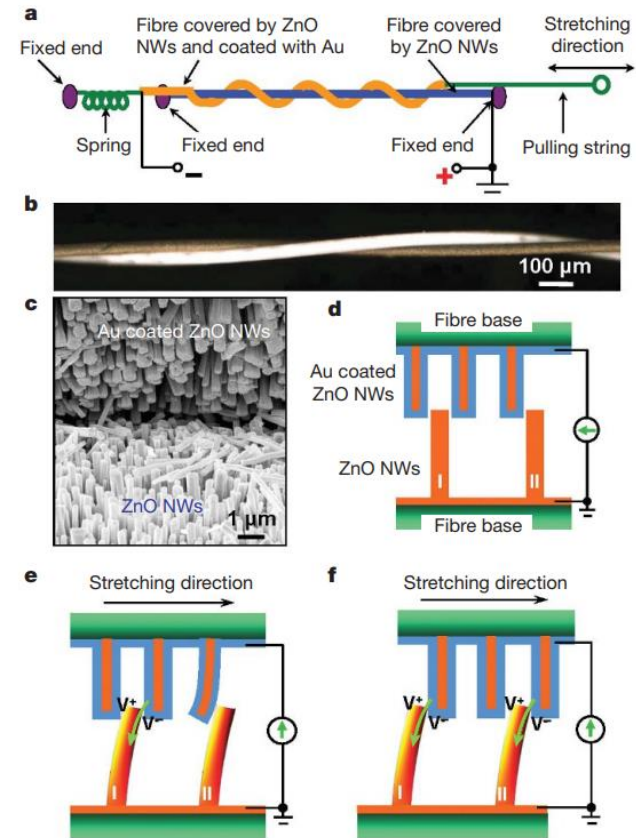 a
Fibre covered by ZnO
NWs and coated with Au
Fibre covered
by ZnO NWs
Stretching
direction
Fixed end
Spring
Fixed end
Fixed end
Pulling string
–
+
b
100 µm
c
Au coated ZnO NWs
ZnO NWs
1 µm
d
Fibre base
Au coated
ZnO NWs
ZnO NWs
I
II
Fibre base
e
Stretching direction
V+
V–
I
II
f
Stretching direction
V+
V–
V+
V–
I
II